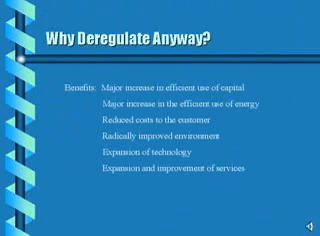 Why Deregulate Anyway?
Benefits: Major increase in efficient use of capital
Major increase in the efficient use of energy
Reduced costs to the customer
Radically improved environment
Expansion of technology
Expansion and improvement of services